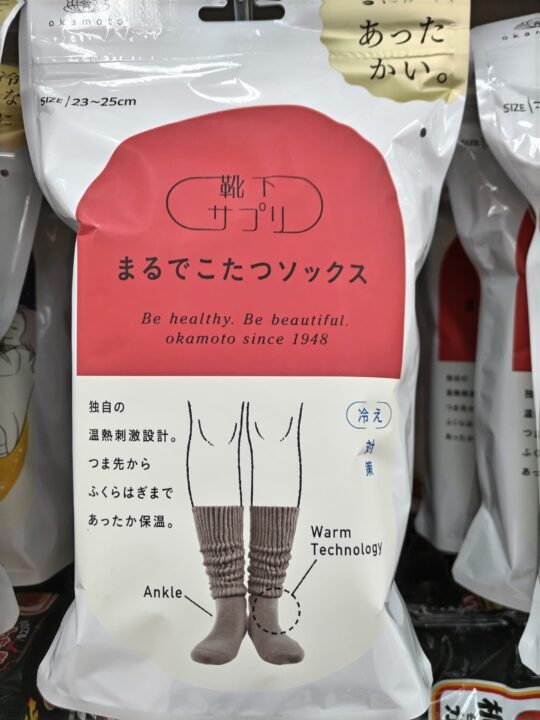 okamoto
あった
かい。
SIZE/23~25cm
靴下
サプリ
まるでこたつソックス
Be healthy. Be beautiful.
okamoto since 1948
独自の
温熱刺激設計。
つま先から
ふくらはぎまで
あったか保温。
冷え
対策
Warm
Technology
Ankle
okamoto
SIZE/